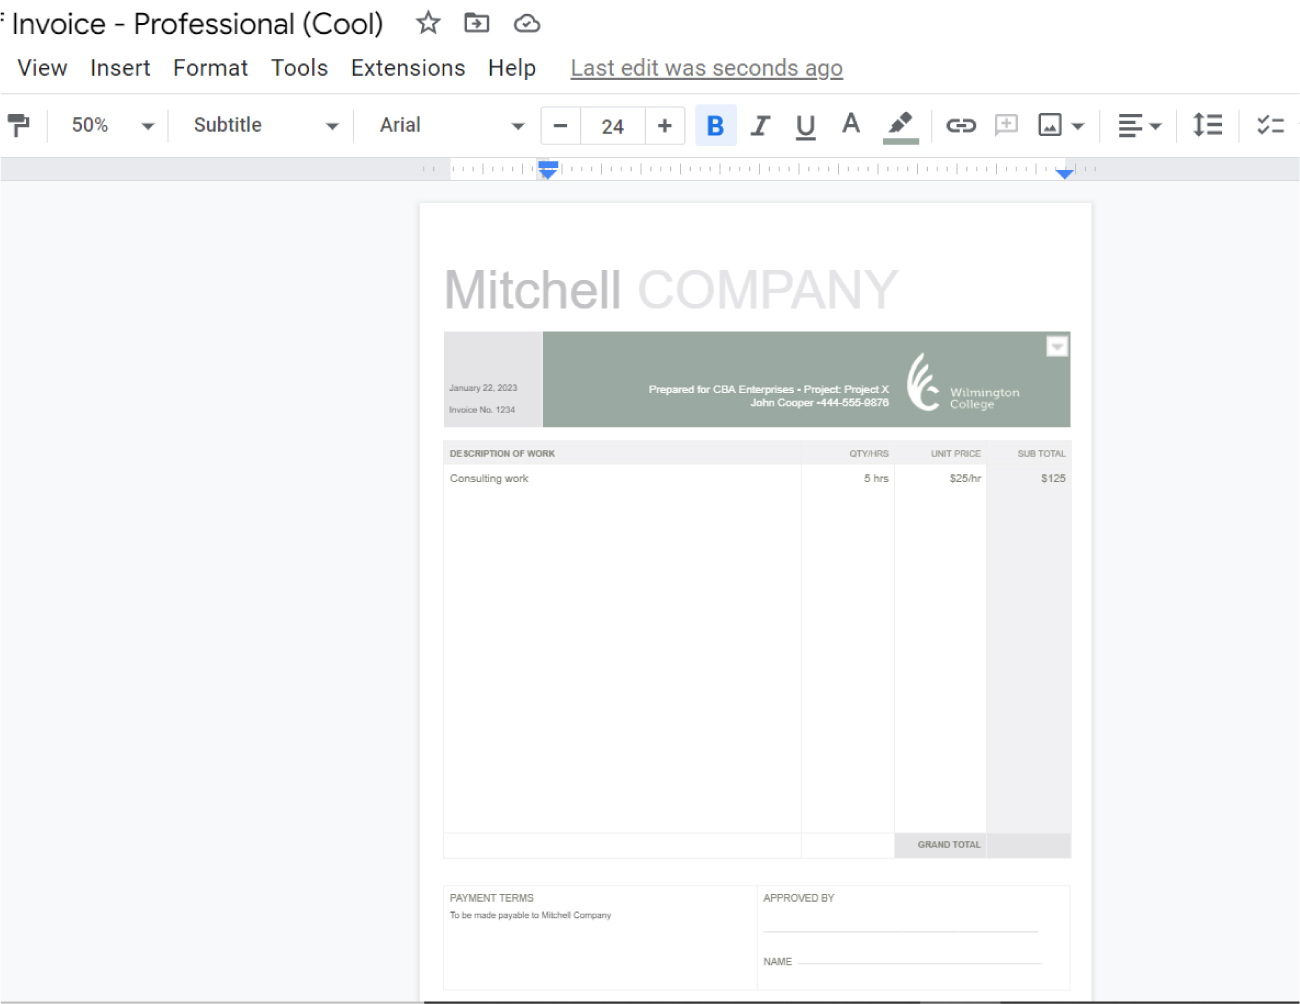 Invoice - Professional (Cool)
View Insert Format Tools Extensions Help Last edit was seconds ago
50% Subtitle Arial 24 B I U A
Mitchell COMPANY
January 22, 2023
Invoice No. 1234
Prepared for CBA Enterprises - Project: Project X
John Cooper -444-555-9876
Wilmington
College
DESCRIPTION OF WORK QTY/HRS UNIT PRICE SUB TOTAL
Consulting work 5 hrs $25/hr $125
GRAND TOTAL
PAYMENT TERMS APPROVED BY
To be made payable to Mitchell Company
NAME